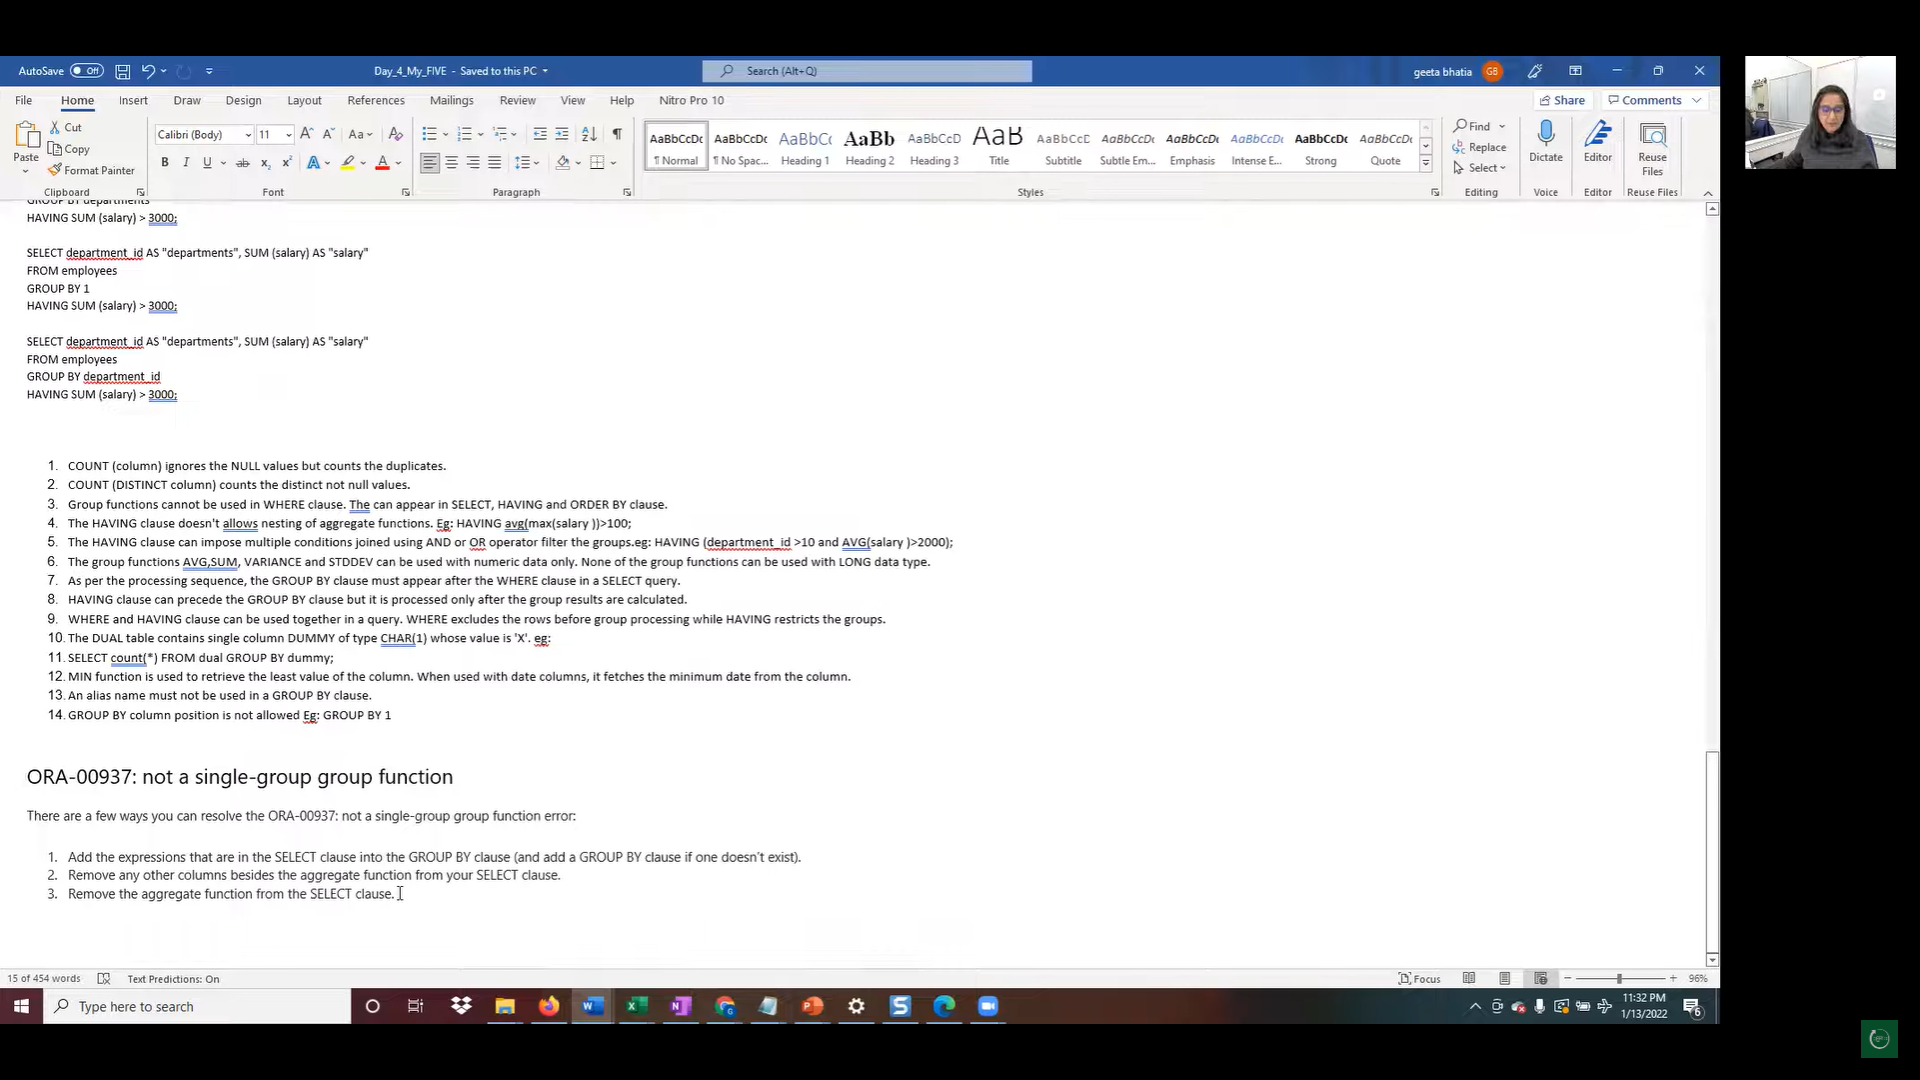 AutoSave Off Day_4_My_FIVE - Saved to this PC Search (Alt+Q) geeta bhatia GB
File Home Insert Draw Design Layout References Mailings Review View Help Nitro Pro 10 Share Comments
Paste Cut Copy Format Painter
Calibri (Body) 11
AaBbCcDc AaBbCcDc AaBbCc AaBb AaBbCcD AaB AaBbCcD AaBbCcDc AaBbCcDc AaBbCcDc AaBbCcDc AaBbCcDc
¶ Normal ¶ No Spac... Heading 1 Heading 2 Heading 3 Title Subtitle Subtle Em... Emphasis Intense E... Strong Quote
Find Replace Select Dictate Editor Reuse Files
Clipboard Font Paragraph Styles Editing Voice Editor Reuse Files
GROUP BY departments
HAVING SUM (salary) > 3000;
SELECT department_id AS "departments", SUM (salary) AS "salary"
FROM employees
GROUP BY 1
HAVING SUM (salary) > 3000;
SELECT department_id AS "departments", SUM (salary) AS "salary"
FROM employees
GROUP BY department_id
HAVING SUM (salary) > 3000;
1. COUNT (column) ignores the NULL values but counts the duplicates.
2. COUNT (DISTINCT column) counts the distinct not null values.
3. Group functions cannot be used in WHERE clause. The can appear in SELECT, HAVING and ORDER BY clause.
4. The HAVING clause doesn't allows nesting of aggregate functions. Eg: HAVING avg(max(salary ))>100;
5. The HAVING clause can impose multiple conditions joined using AND or OR operator filter the groups.eg: HAVING (department_id >10 and AVG(salary )>2000);
6. The group functions AVG,SUM, VARIANCE and STDDEV can be used with numeric data only. None of the group functions can be used with LONG data type.
7. As per the processing sequence, the GROUP BY clause must appear after the WHERE clause in a SELECT query.
8. HAVING clause can precede the GROUP BY clause but it is processed only after the group results are calculated.
9. WHERE and HAVING clause can be used together in a query. WHERE excludes the rows before group processing while HAVING restricts the groups.
10. The DUAL table contains single column DUMMY of type CHAR(1) whose value is 'X'. eg:
11. SELECT count(*) FROM dual GROUP BY dummy;
12. MIN function is used to retrieve the least value of the column. When used with date columns, it fetches the minimum date from the column.
13. An alias name must not be used in a GROUP BY clause.
14. GROUP BY column position is not allowed Eg: GROUP BY 1
ORA-00937: not a single-group group function
There are a few ways you can resolve the ORA-00937: not a single-group group function error:
1. Add the expressions that are in the SELECT clause into the GROUP BY clause (and add a GROUP BY clause if one doesn't exist).
2. Remove any other columns besides the aggregate function from your SELECT clause.
3. Remove the aggregate function from the SELECT clause.
15 of 454 words Text Predictions: On Focus 96%
Type here to search 11:32 PM
1/13/2022
6